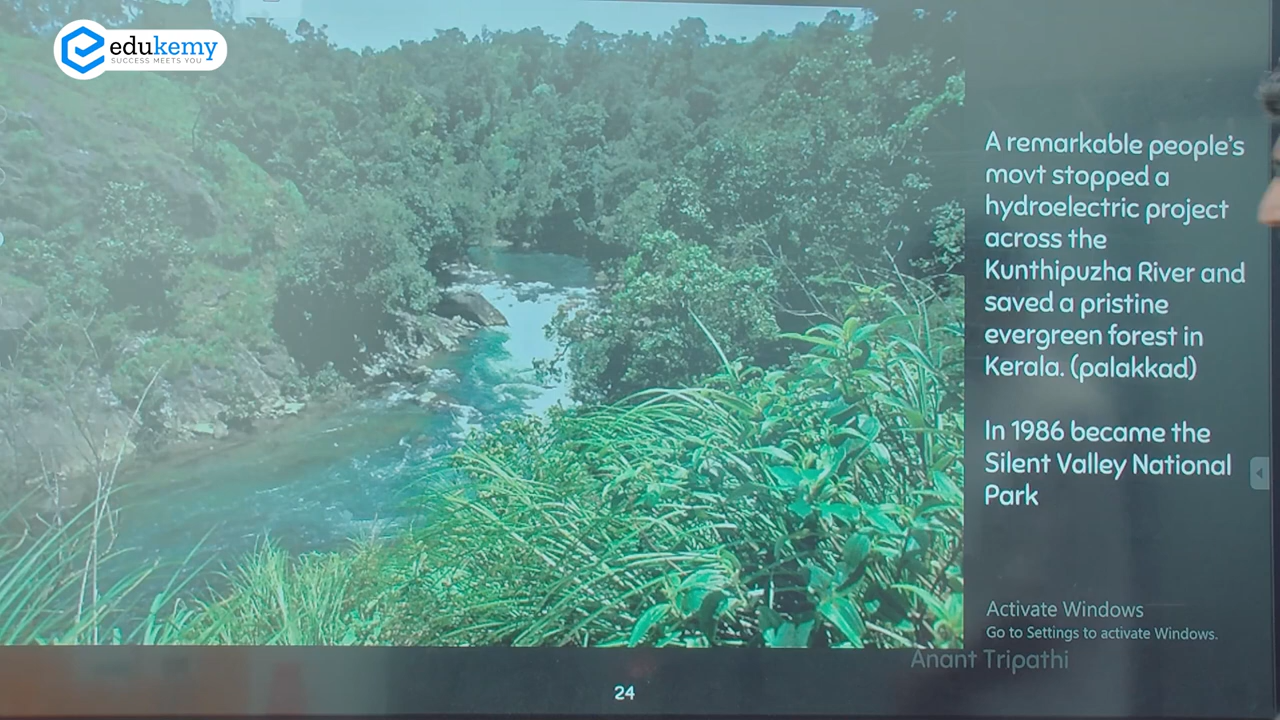 edukemy
SUCCESS MEETS YOU
A remarkable people's
movt stopped a
hydroelectric project
across the
Kunthipuzha River and
saved a pristine
evergreen forest in
Kerala. (palakkad)
In 1986 became the
Silent Valley National
Park
Activate Windows
Go to Settings to activate Windows.
Anant Tripathi
24